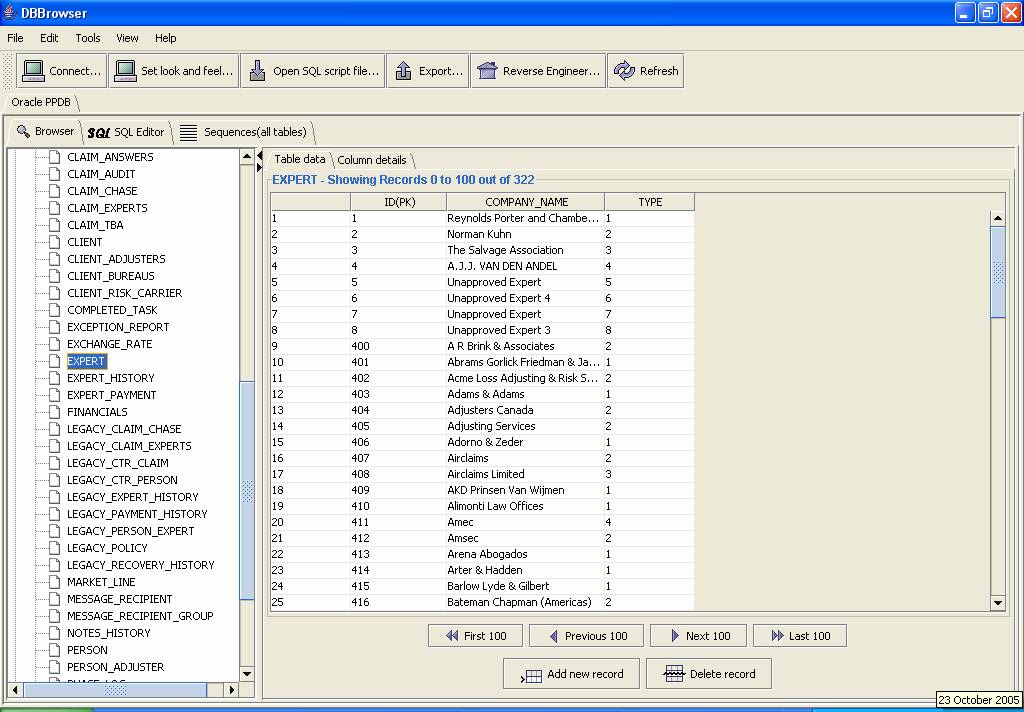 DBBrowser
File Edit Tools View Help
Connect... Set look and feel... Open SQL script file... Export... Reverse Engineer... Refresh
Oracle PPDB
Browser SQL SQL Editor Sequences(all tables)
CLAIM_ANSWERS
CLAIM_AUDIT
CLAIM_CHASE
CLAIM_EXPERTS
CLAIM_TBA
CLIENT
CLIENT_ADJUSTERS
CLIENT_BUREAUS
CLIENT_RISK_CARRIER
COMPLETED_TASK
EXCEPTION_REPORT
EXCHANGE_RATE
EXPERT
EXPERT_HISTORY
EXPERT_PAYMENT
FINANCIALS
LEGACY_CLAIM_CHASE
LEGACY_CLAIM_EXPERTS
LEGACY_CTR_CLAIM
LEGACY_CTR_PERSON
LEGACY_EXPERT_HISTORY
LEGACY_PAYMENT_HISTORY
LEGACY_PERSON_EXPERT
LEGACY_POLICY
LEGACY_RECOVERY_HISTORY
MARKET_LINE
MESSAGE_RECIPIENT
MESSAGE_RECIPIENT_GROUP
NOTES_HISTORY
PERSON
PERSON_ADJUSTER
Table data Column details
EXPERT - Showing Records 0 to 100 out of 322
ID(PK) COMPANY_NAME TYPE
1 1 Reynolds Porter and Chambe... 1
2 2 Norman Kuhn 2
3 3 The Salvage Association 3
4 4 A.J.J. VAN DEN ANDEL 4
5 5 Unapproved Expert 5
6 6 Unapproved Expert 4 6
7 7 Unapproved Expert 7
8 8 Unapproved Expert 3 8
9 400 A R Brink & Associates 2
10 401 Abrams Gorlick Friedman & Ja... 1
11 402 Acme Loss Adjusting & Risk S... 2
12 403 Adams & Adams 1
13 404 Adjusters Canada 2
14 405 Adjusting Services 2
15 406 Adorno & Zeder 1
16 407 Airclaims 2
17 408 Airclaims Limited 3
18 409 AKD Prinsen Van Wijmen 1
19 410 Alimonti Law Offices 1
20 411 Amec 4
21 412 Amsec 2
22 413 Arena Abogados 1
23 414 Arter & Hadden 1
24 415 Barlow Lyde & Gilbert 1
25 416 Bateman Chapman (Americas) 2
First 100 Previous 100 Next 100 Last 100
Add new record Delete record
23 October 2005